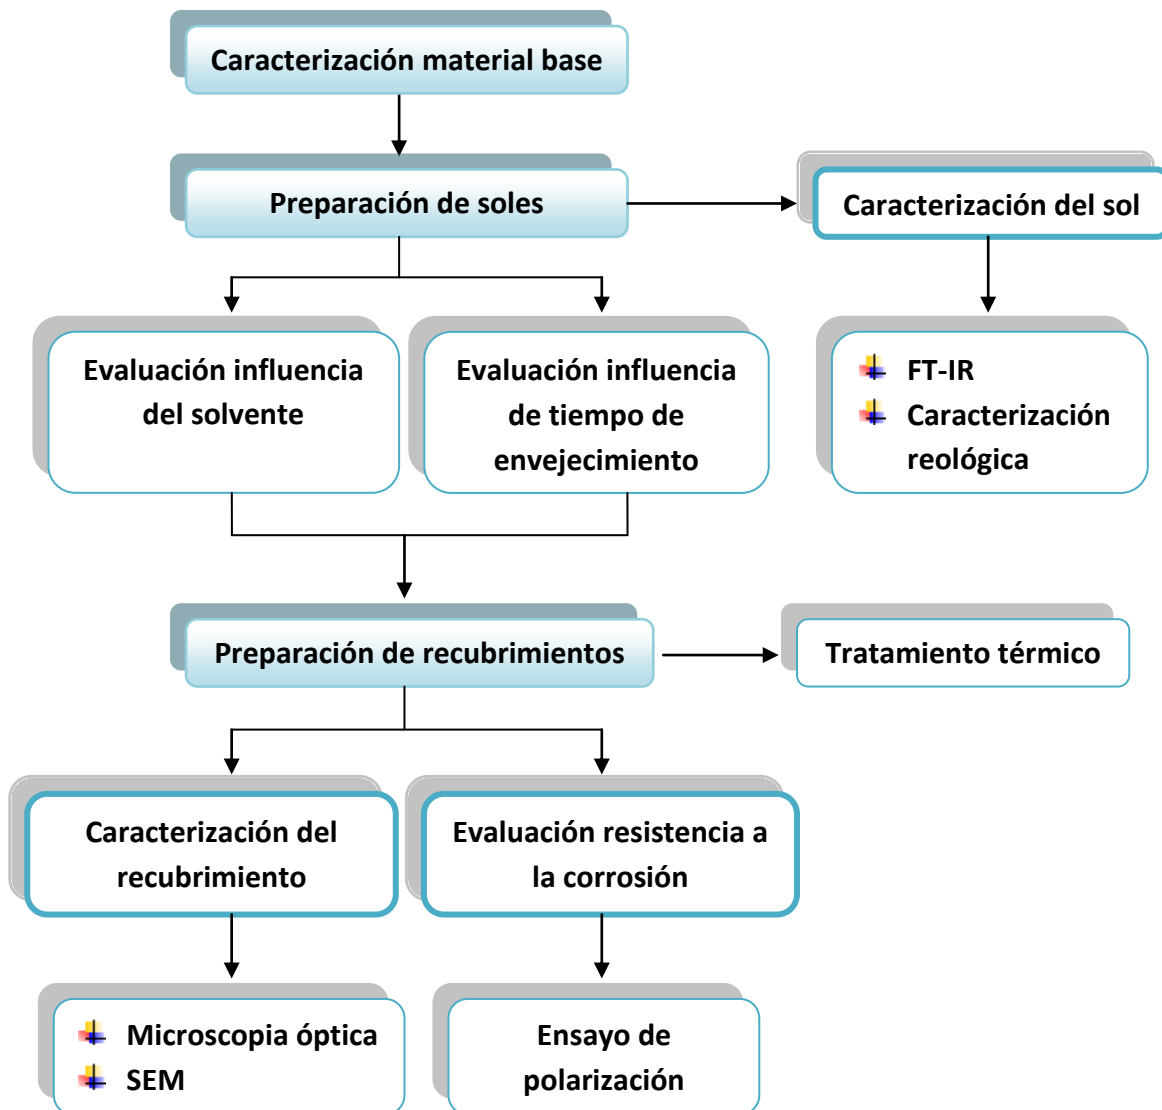 Caracterización material base
Preparación de soles
Caracterización del sol
Evaluación influencia
del solvente
Evaluación influencia
de tiempo de
envejecimiento
FT-IR
Caracterización
reológica
Preparación de recubrimientos
Tratamiento térmico
Caracterización del
recubrimiento
Evaluación resistencia a
la corrosión
Microscopia óptica
SEM
Ensayo de
polarización